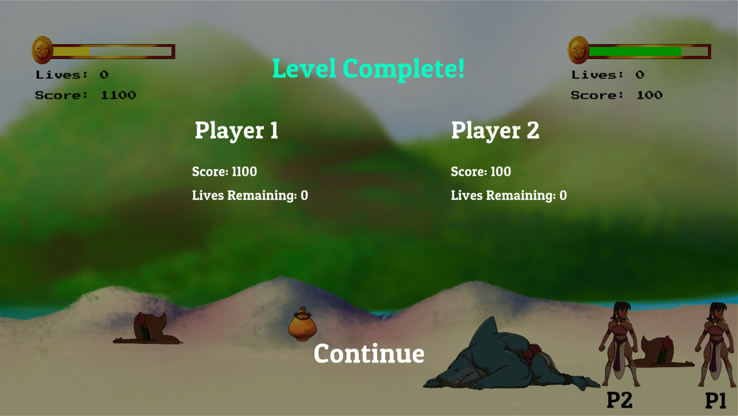 Level Complete!
Lives: 0
Score: 1100
Lives: 0
Score: 100
Player 1
Score: 1100
Lives Remaining: 0
Player 2
Score: 100
Lives Remaining: 0
Continue
P2
P1